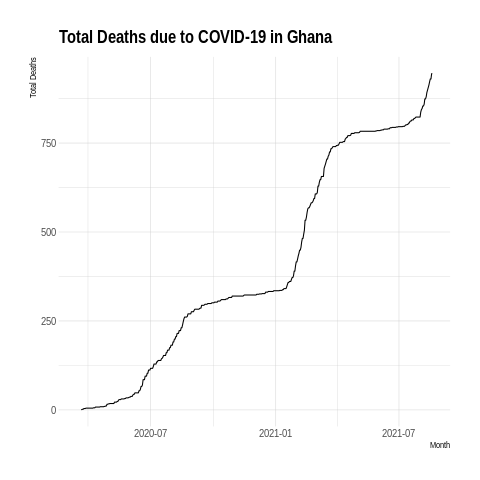 Total Deaths due to COVID-19 in Ghana
Total Deaths
750
500
250
0
2020-07
2021-01
2021-07
Month